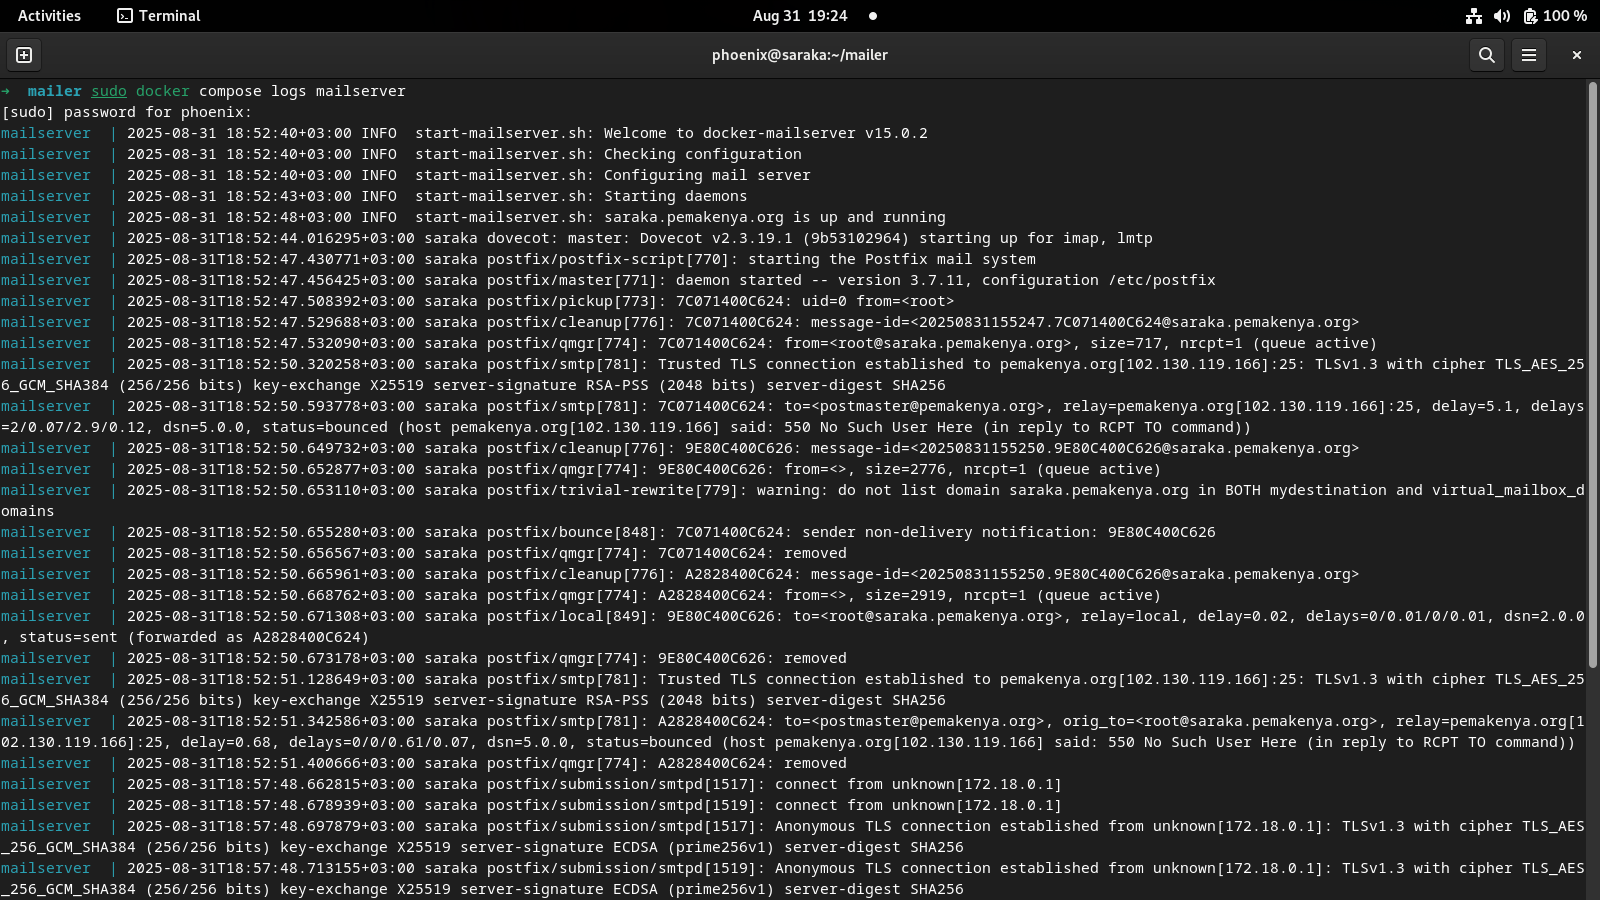 Activities
Terminal
Aug 31 19:24
100 %
phoenix@saraka:~/mailer
➜ mailer sudo docker compose logs mailserver
[sudo] password for phoenix:
mailserver | 2025-08-31 18:52:40+03:00 INFO start-mailserver.sh: Welcome to docker-mailserver v15.0.2
mailserver | 2025-08-31 18:52:40+03:00 INFO start-mailserver.sh: Checking configuration
mailserver | 2025-08-31 18:52:40+03:00 INFO start-mailserver.sh: Configuring mail server
mailserver | 2025-08-31 18:52:43+03:00 INFO start-mailserver.sh: Starting daemons
mailserver | 2025-08-31 18:52:48+03:00 INFO start-mailserver.sh: saraka.pemakenya.org is up and running
mailserver | 2025-08-31T18:52:44.016295+03:00 saraka dovecot: master: Dovecot v2.3.19.1 (9b53102964) starting up for imap, lmtp
mailserver | 2025-08-31T18:52:47.430771+03:00 saraka postfix/postfix-script[770]: starting the Postfix mail system
mailserver | 2025-08-31T18:52:47.456425+03:00 saraka postfix/master[771]: daemon started -- version 3.7.11, configuration /etc/postfix
mailserver | 2025-08-31T18:52:47.508392+03:00 saraka postfix/pickup[773]: 7C071400C624: uid=0 from=<root>
mailserver | 2025-08-31T18:52:47.529688+03:00 saraka postfix/cleanup[776]: 7C071400C624: message-id=<20250831155247.7C071400C624@saraka.pemakenya.org>
mailserver | 2025-08-31T18:52:47.532090+03:00 saraka postfix/qmgr[774]: 7C071400C624: from=<root@saraka.pemakenya.org>, size=717, nrcpt=1 (queue active)
mailserver | 2025-08-31T18:52:50.320258+03:00 saraka postfix/smtp[781]: Trusted TLS connection established to pemakenya.org[102.130.119.166]:25: TLSv1.3 with cipher TLS_AES_25
6_GCM_SHA384 (256/256 bits) key-exchange X25519 server-signature RSA-PSS (2048 bits) server-digest SHA256
mailserver | 2025-08-31T18:52:50.593778+03:00 saraka postfix/smtp[781]: 7C071400C624: to=<postmaster@pemakenya.org>, relay=pemakenya.org[102.130.119.166]:25, delay=5.1, delays
=2/0.07/2.9/0.12, dsn=5.0.0, status=bounced (host pemakenya.org[102.130.119.166] said: 550 No Such User Here (in reply to RCPT TO command))
mailserver | 2025-08-31T18:52:50.649732+03:00 saraka postfix/cleanup[776]: 9E80C400C626: message-id=<20250831155250.9E80C400C626@saraka.pemakenya.org>
mailserver | 2025-08-31T18:52:50.652877+03:00 saraka postfix/qmgr[774]: 9E80C400C626: from=<>, size=2776, nrcpt=1 (queue active)
mailserver | 2025-08-31T18:52:50.653110+03:00 saraka postfix/trivial-rewrite[779]: warning: do not list domain saraka.pemakenya.org in BOTH mydestination and virtual_mailbox_d
omains
mailserver | 2025-08-31T18:52:50.655280+03:00 saraka postfix/bounce[848]: 7C071400C624: sender non-delivery notification: 9E80C400C626
mailserver | 2025-08-31T18:52:50.656567+03:00 saraka postfix/qmgr[774]: 7C071400C624: removed
mailserver | 2025-08-31T18:52:50.665961+03:00 saraka postfix/cleanup[776]: A2828400C624: message-id=<20250831155250.9E80C400C626@saraka.pemakenya.org>
mailserver | 2025-08-31T18:52:50.668762+03:00 saraka postfix/qmgr[774]: A2828400C624: from=<>, size=2919, nrcpt=1 (queue active)
mailserver | 2025-08-31T18:52:50.671308+03:00 saraka postfix/local[849]: 9E80C400C626: to=<root@saraka.pemakenya.org>, relay=local, delay=0.02, delays=0/0.01/0/0.01, dsn=2.0.0
, status=sent (forwarded as A2828400C624)
mailserver | 2025-08-31T18:52:50.673178+03:00 saraka postfix/qmgr[774]: 9E80C400C626: removed
mailserver | 2025-08-31T18:52:51.128649+03:00 saraka postfix/smtp[781]: Trusted TLS connection established to pemakenya.org[102.130.119.166]:25: TLSv1.3 with cipher TLS_AES_25
6_GCM_SHA384 (256/256 bits) key-exchange X25519 server-signature RSA-PSS (2048 bits) server-digest SHA256
mailserver | 2025-08-31T18:52:51.342586+03:00 saraka postfix/smtp[781]: A2828400C624: to=<postmaster@pemakenya.org>, orig_to=<root@saraka.pemakenya.org>, relay=pemakenya.org[1
02.130.119.166]:25, delay=0.68, delays=0/0/0.61/0.07, dsn=5.0.0, status=bounced (host pemakenya.org[102.130.119.166] said: 550 No Such User Here (in reply to RCPT TO command))
mailserver | 2025-08-31T18:52:51.400666+03:00 saraka postfix/qmgr[774]: A2828400C624: removed
mailserver | 2025-08-31T18:57:48.662815+03:00 saraka postfix/submission/smtpd[1517]: connect from unknown[172.18.0.1]
mailserver | 2025-08-31T18:57:48.678939+03:00 saraka postfix/submission/smtpd[1519]: connect from unknown[172.18.0.1]
mailserver | 2025-08-31T18:57:48.697879+03:00 saraka postfix/submission/smtpd[1517]: Anonymous TLS connection established from unknown[172.18.0.1]: TLSv1.3 with cipher TLS_AES
_256_GCM_SHA384 (256/256 bits) key-exchange X25519 server-signature ECDSA (prime256v1) server-digest SHA256
mailserver | 2025-08-31T18:57:48.713155+03:00 saraka postfix/submission/smtpd[1519]: Anonymous TLS connection established from unknown[172.18.0.1]: TLSv1.3 with cipher TLS_AES
_256_GCM_SHA384 (256/256 bits) key-exchange X25519 server-signature ECDSA (prime256v1) server-digest SHA256